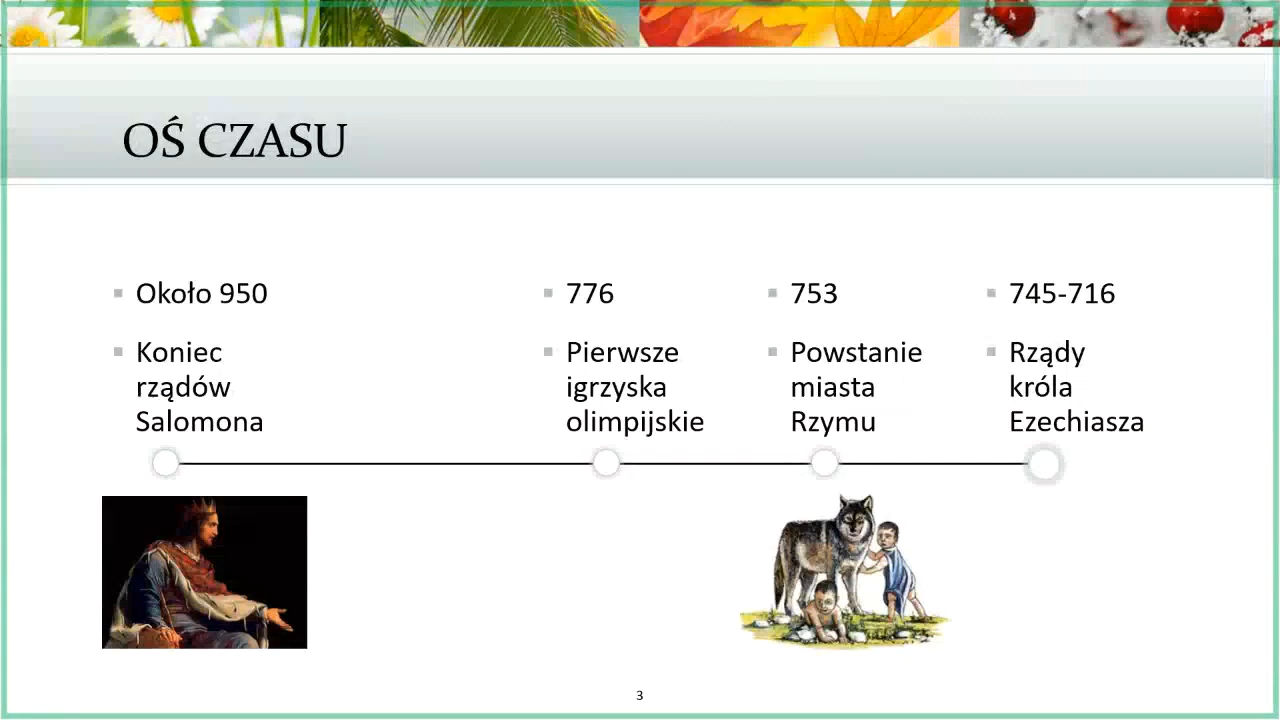 OŚ CZASU
Około 950
Koniec
rządów
Salomona
776
Pierwsze
igrzyska
olimpijskie
753
Powstanie
miasta
Rzymu
745-716
Rządy
króla
Ezechiasza
3